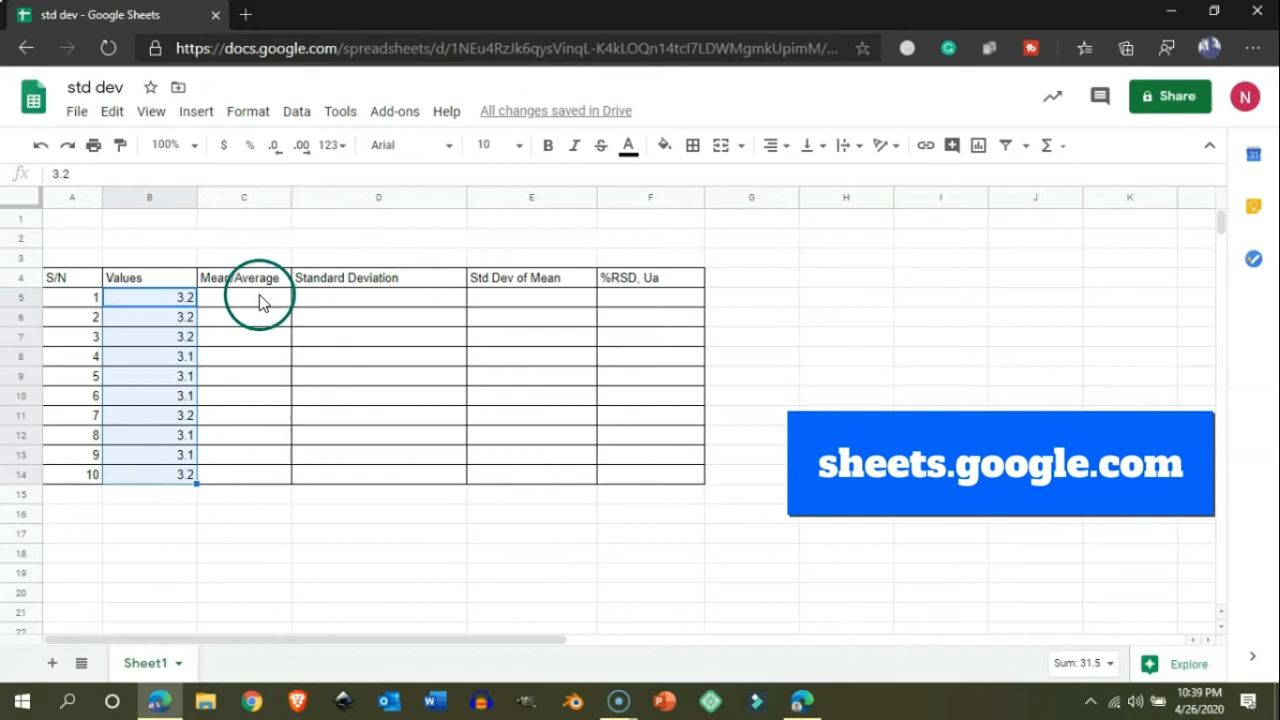 std dev - Google Sheets
https://docs.google.com/spreadsheets/d/1NEu4RzJk6qysVinqL-K4kLOQn14tcI7LDWMgmkUpimM/...
std dev
File Edit View Insert Format Data Tools Add-ons Help All changes saved in Drive
Share
N
100% $ % .0 .00 123 Arial 10 B I S A
fx 3.2
A B C D E F G H I J K
1
2
3
4 S/N Values Mean/Average Standard Deviation Std Dev of Mean %RSD, Ua
5 1 3.2
6 2 3.2
7 3 3.2
8 4 3.1
9 5 3.1
10 6 3.1
11 7 3.2
12 8 3.1
13 9 3.1
14 10 3.2
15
16
17
18
19
20
21
22
sheets.google.com
Sheet1
Sum: 31.5
Explore
10:39 PM
4/26/2020